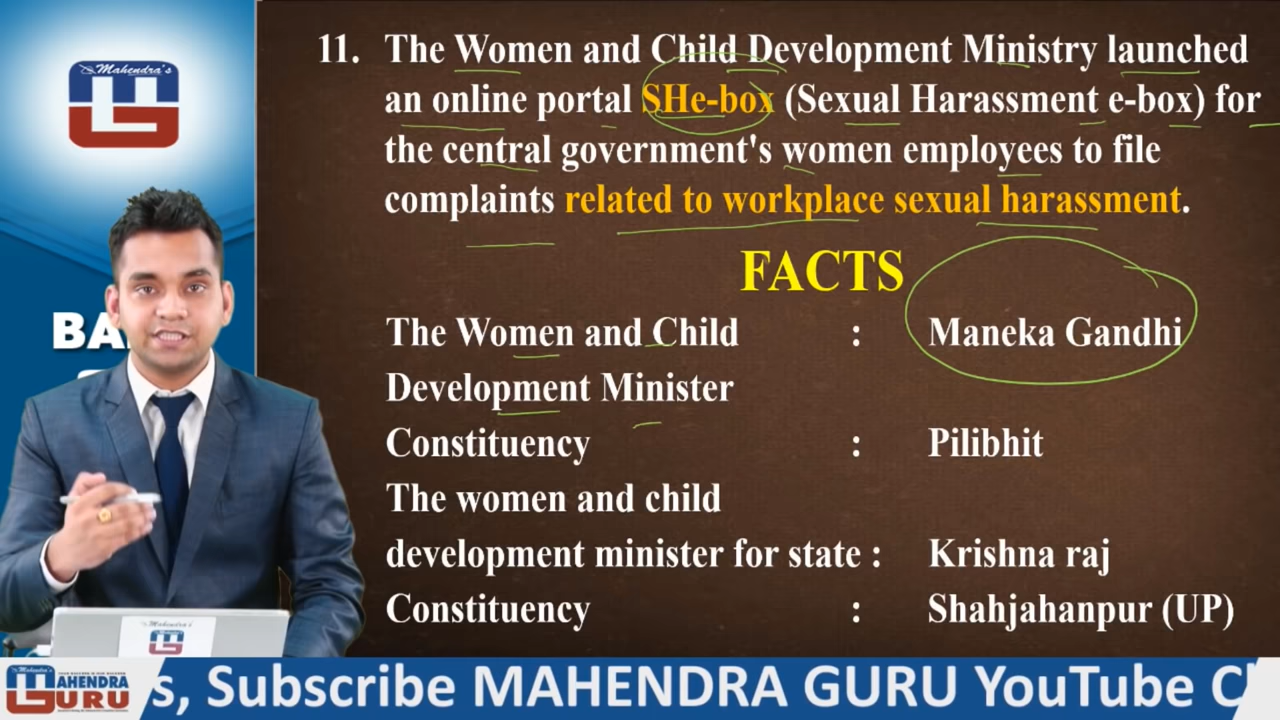 Mahendra's
11. The Women and Child Development Ministry launched
an online portal SHe-box (Sexual Harassment e-box) for
the central government's women employees to file
complaints related to workplace sexual harassment.
FACTS
The Women and Child : Maneka Gandhi
Development Minister
Constituency : Pilibhit
The women and child
development minister for state : Krishna raj
Constituency : Shahjahanpur (UP)
BA
Mahendra's
Mahendra's
MAHENDRA
GURU
s, Subscribe MAHENDRA GURU YouTube C